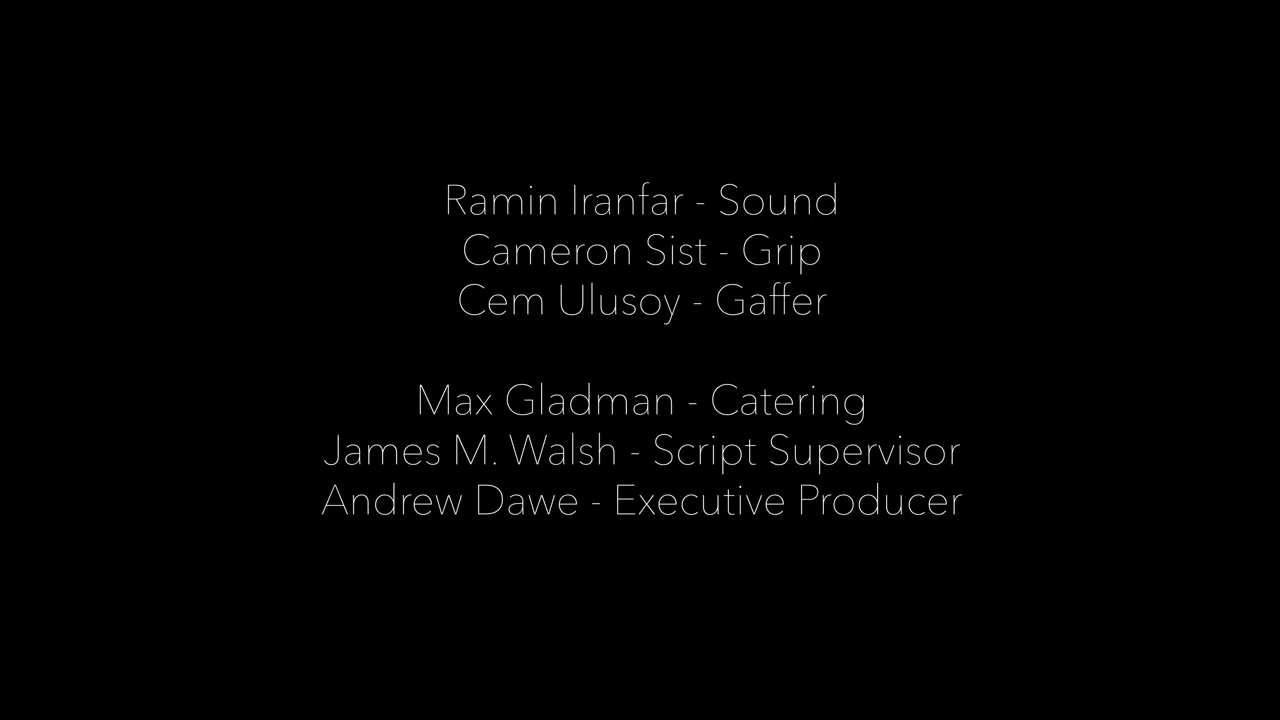 Ramin Iranfar - Sound
Cameron Sist - Grip
Cem Ulusoy - Gaffer
Max Gladman - Catering
James M. Walsh - Script Supervisor
Andrew Dawe - Executive Producer